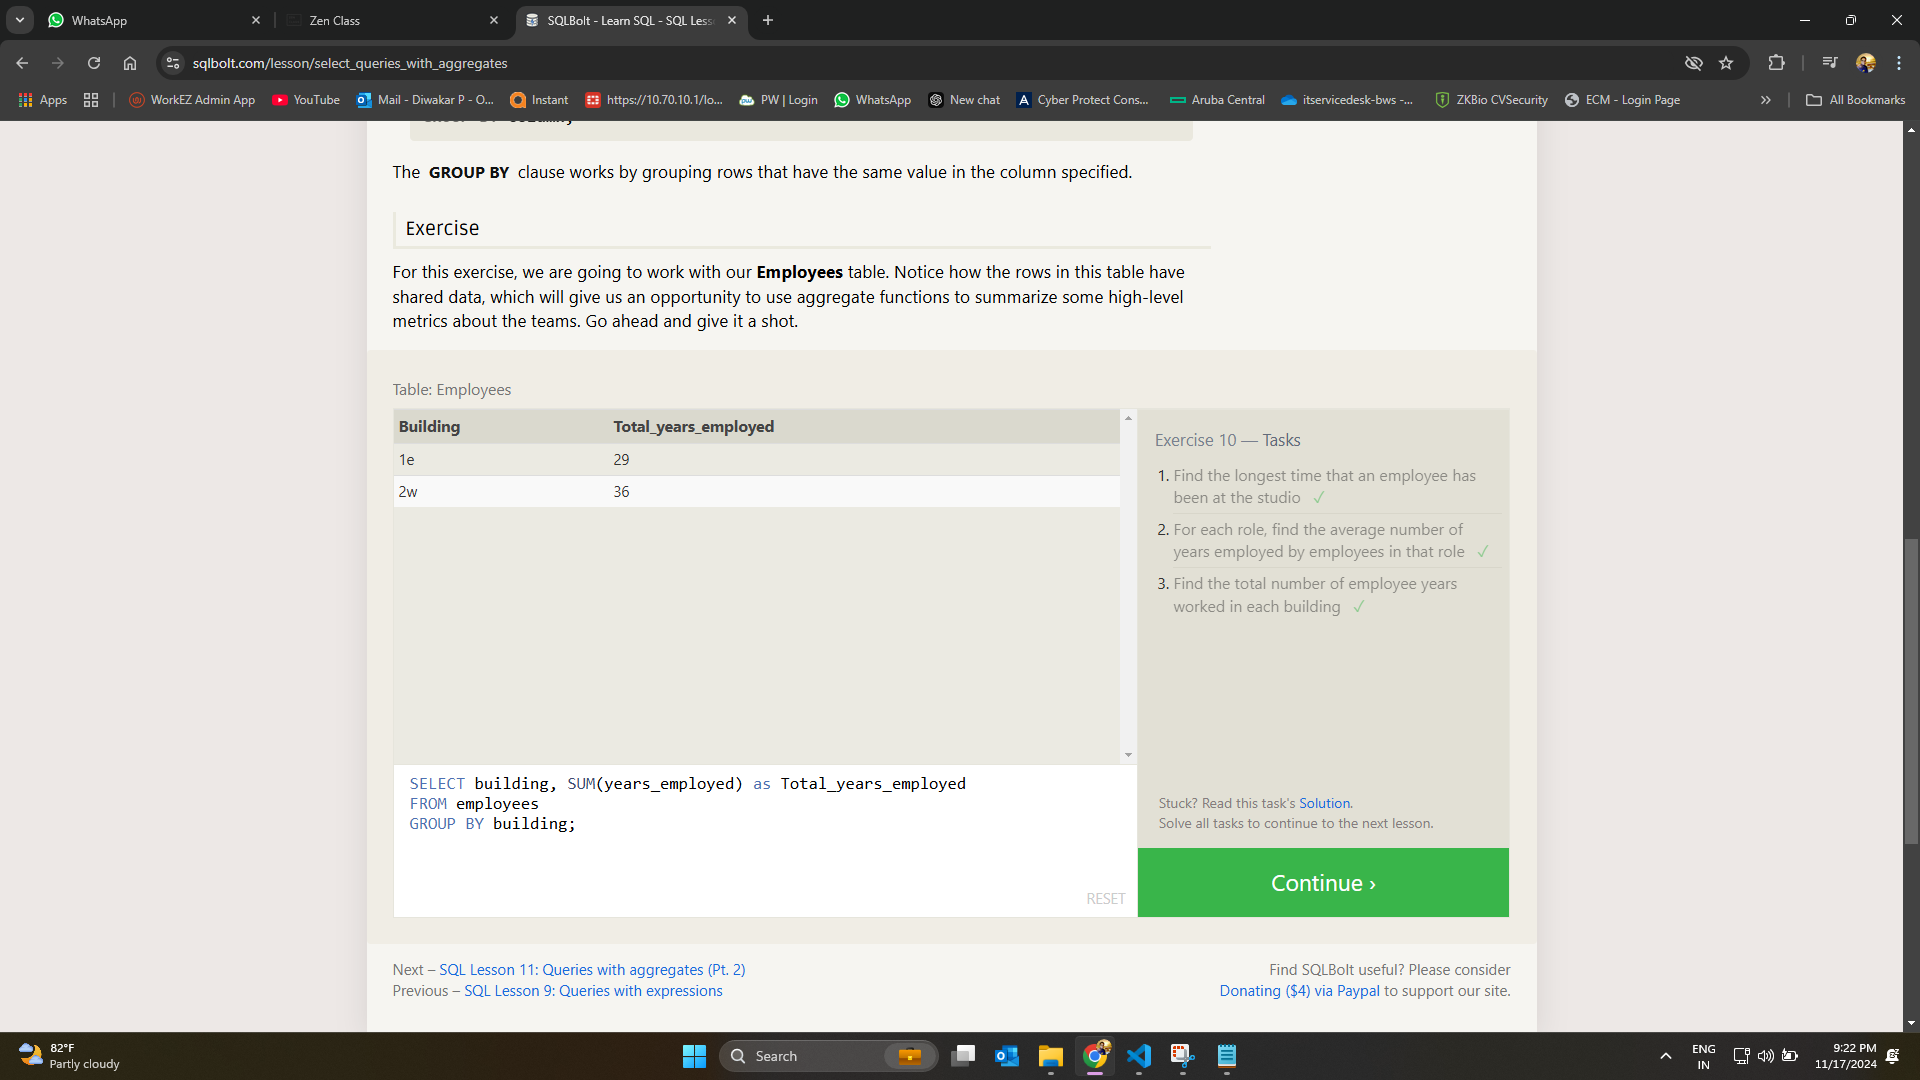 WhatsApp
Zen Class
SQLBolt - Learn SQL - SQL Less
sqlbolt.com/lesson/select_queries_with_aggregates
Apps
WorkEZ Admin App
YouTube
Mail - Diwakar P - O...
Instant
https://10.70.10.1/lo...
PW | Login
WhatsApp
New chat
Cyber Protect Cons...
Aruba Central
itservicedesk-bws -...
ZKBio CVSecurity
ECM - Login Page
All Bookmarks
The GROUP BY clause works by grouping rows that have the same value in the column specified.
Exercise
For this exercise, we are going to work with our Employees table. Notice how the rows in this table have
shared data, which will give us an opportunity to use aggregate functions to summarize some high-level
metrics about the teams. Go ahead and give it a shot.
Table: Employees
Building Total_years_employed
1e 29
2w 36
Exercise 10 — Tasks
1. Find the longest time that an employee has
been at the studio ✓
2. For each role, find the average number of
years employed by employees in that role ✓
3. Find the total number of employee years
worked in each building ✓
SELECT building, SUM(years_employed) as Total_years_employed
FROM employees
GROUP BY building;
RESET
Stuck? Read this task's Solution.
Solve all tasks to continue to the next lesson.
Continue ›
Next – SQL Lesson 11: Queries with aggregates (Pt. 2)
Previous – SQL Lesson 9: Queries with expressions
Find SQLBolt useful? Please consider
Donating ($4) via Paypal to support our site.
82°F
Partly cloudy
Search
ENG
IN
9:22 PM
11/17/2024